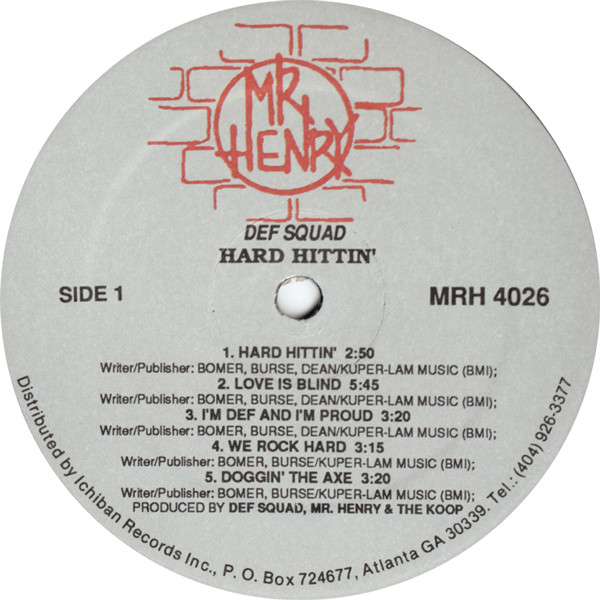 MR.
HENRY
DEF SQUAD
HARD HITTIN'
SIDE 1
MRH 4026
1. HARD HITTIN' 2:50
Writer/Publisher: BOMER, BURSE, DEAN/KUPER-LAM MUSIC (BMI);
2. LOVE IS BLIND 5:45
Writer/Publisher: BOMER, BURSE, DEAN/KUPER-LAM MUSIC (BMI);
3. I'M DEF AND I'M PROUD 3:20
Writer/Publisher: BOMER, BURSE, DEAN/KUPER-LAM MUSIC (BMI);
4. WE ROCK HARD 3:15
Writer/Publisher: BOMER, BURSE/KUPER-LAM MUSIC (BMI);
5. DOGGIN' THE AXE 3:20
Writer/Publisher: BOMER, BURSE/KUPER-LAM MUSIC (BMI);
PRODUCED BY DEF SQUAD, MR. HENRY & THE KOOP
Distributed by Ichiban Records Inc., P. O. Box 724677, Atlanta GA 30339. Tel.: (404) 926-3377